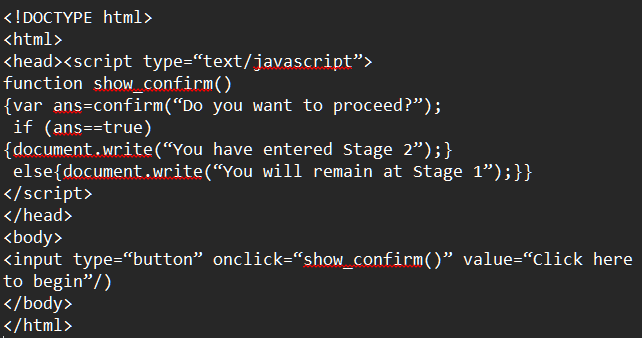 <!DOCTYPE html>
<html>
<head><script type=“text/javascript”>
function show_confirm()
{var ans=confirm(“Do you want to proceed?”);
 if (ans==true)
{document.write(“You have entered Stage 2”);}
 else{document.write(“You will remain at Stage 1”);}}
</script>
</head>
<body>
<input type=“button” onclick=“show_confirm()” value=“Click here
to begin”/)
</body>
</html>